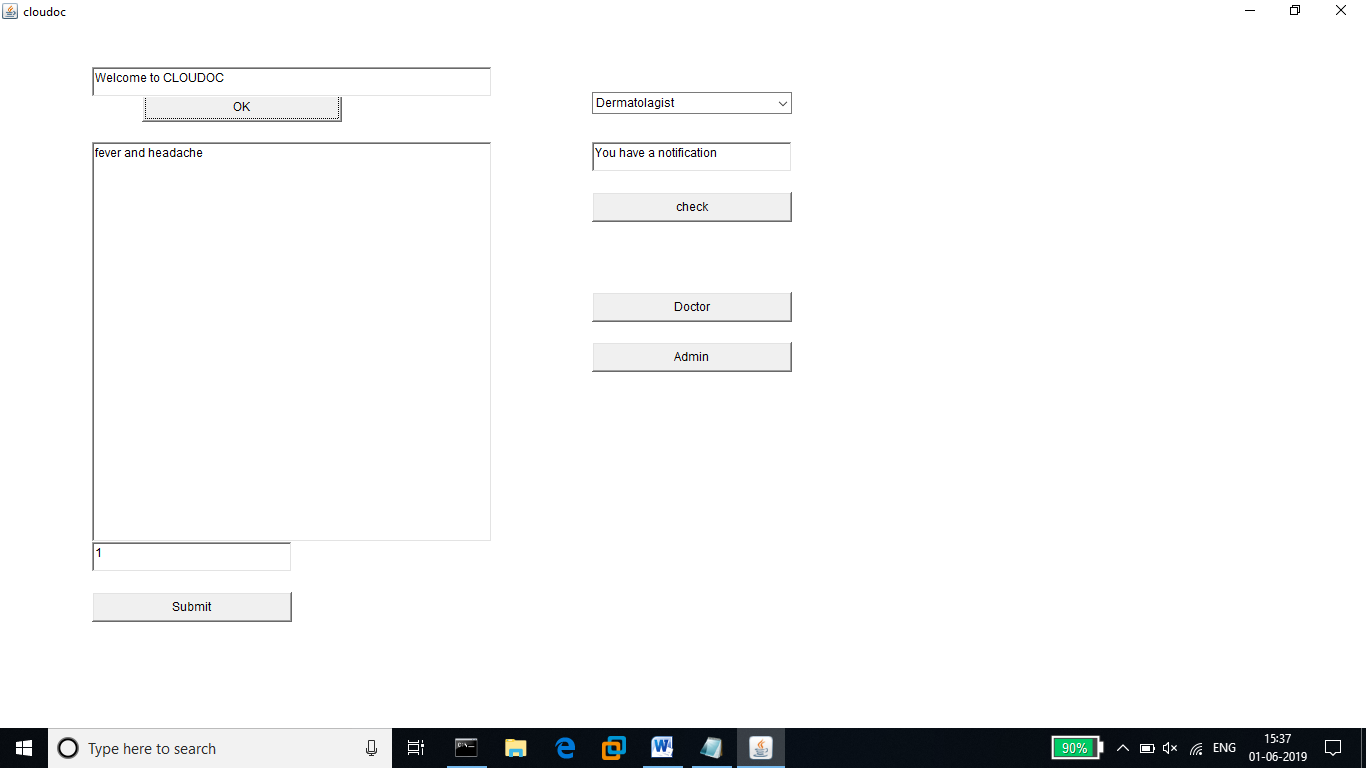 cloudoc
Welcome to CLOUDOC
OK
fever and headache
1
Submit
Dermatolagist
You have a notification
check
Doctor
Admin
Type here to search
90%
ENG
15:37
01-06-2019